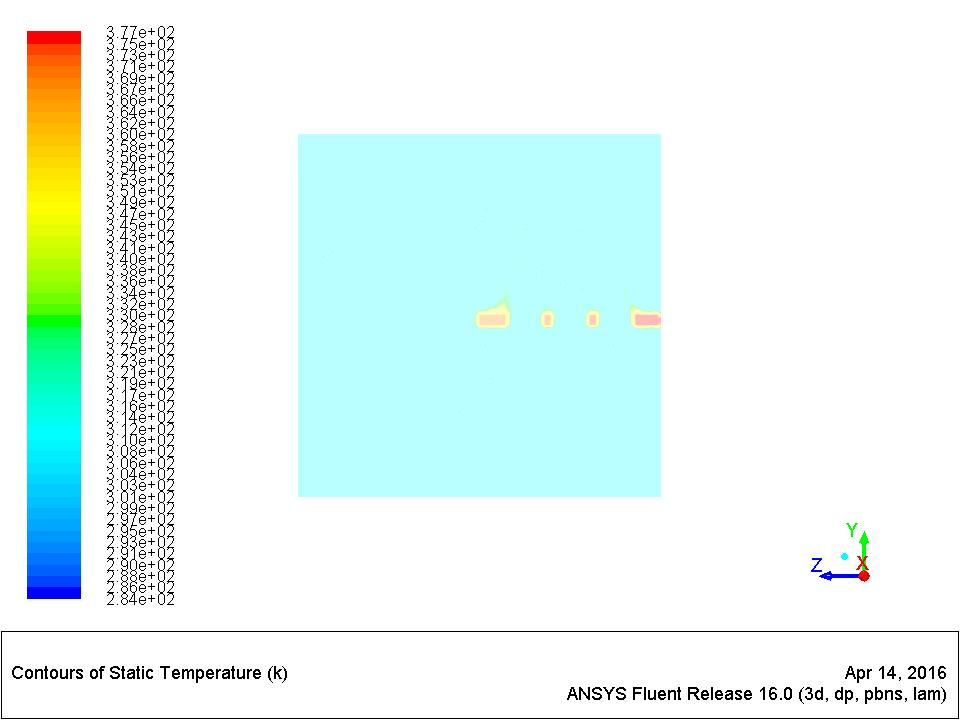 3.77e+02
3.75e+02
3.73e+02
3.71e+02
3.69e+02
3.67e+02
3.66e+02
3.64e+02
3.62e+02
3.60e+02
3.58e+02
3.56e+02
3.54e+02
3.53e+02
3.51e+02
3.49e+02
3.47e+02
3.45e+02
3.43e+02
3.41e+02
3.40e+02
3.38e+02
3.36e+02
3.34e+02
3.32e+02
3.30e+02
3.28e+02
3.27e+02
3.25e+02
3.23e+02
3.21e+02
3.19e+02
3.17e+02
3.16e+02
3.14e+02
3.12e+02
3.10e+02
3.08e+02
3.06e+02
3.04e+02
3.03e+02
3.01e+02
2.99e+02
2.97e+02
2.95e+02
2.93e+02
2.91e+02
2.90e+02
2.88e+02
2.86e+02
2.84e+02
Y
Z
X
Contours of Static Temperature (k)
Apr 14, 2016
ANSYS Fluent Release 16.0 (3d, dp, pbns, lam)